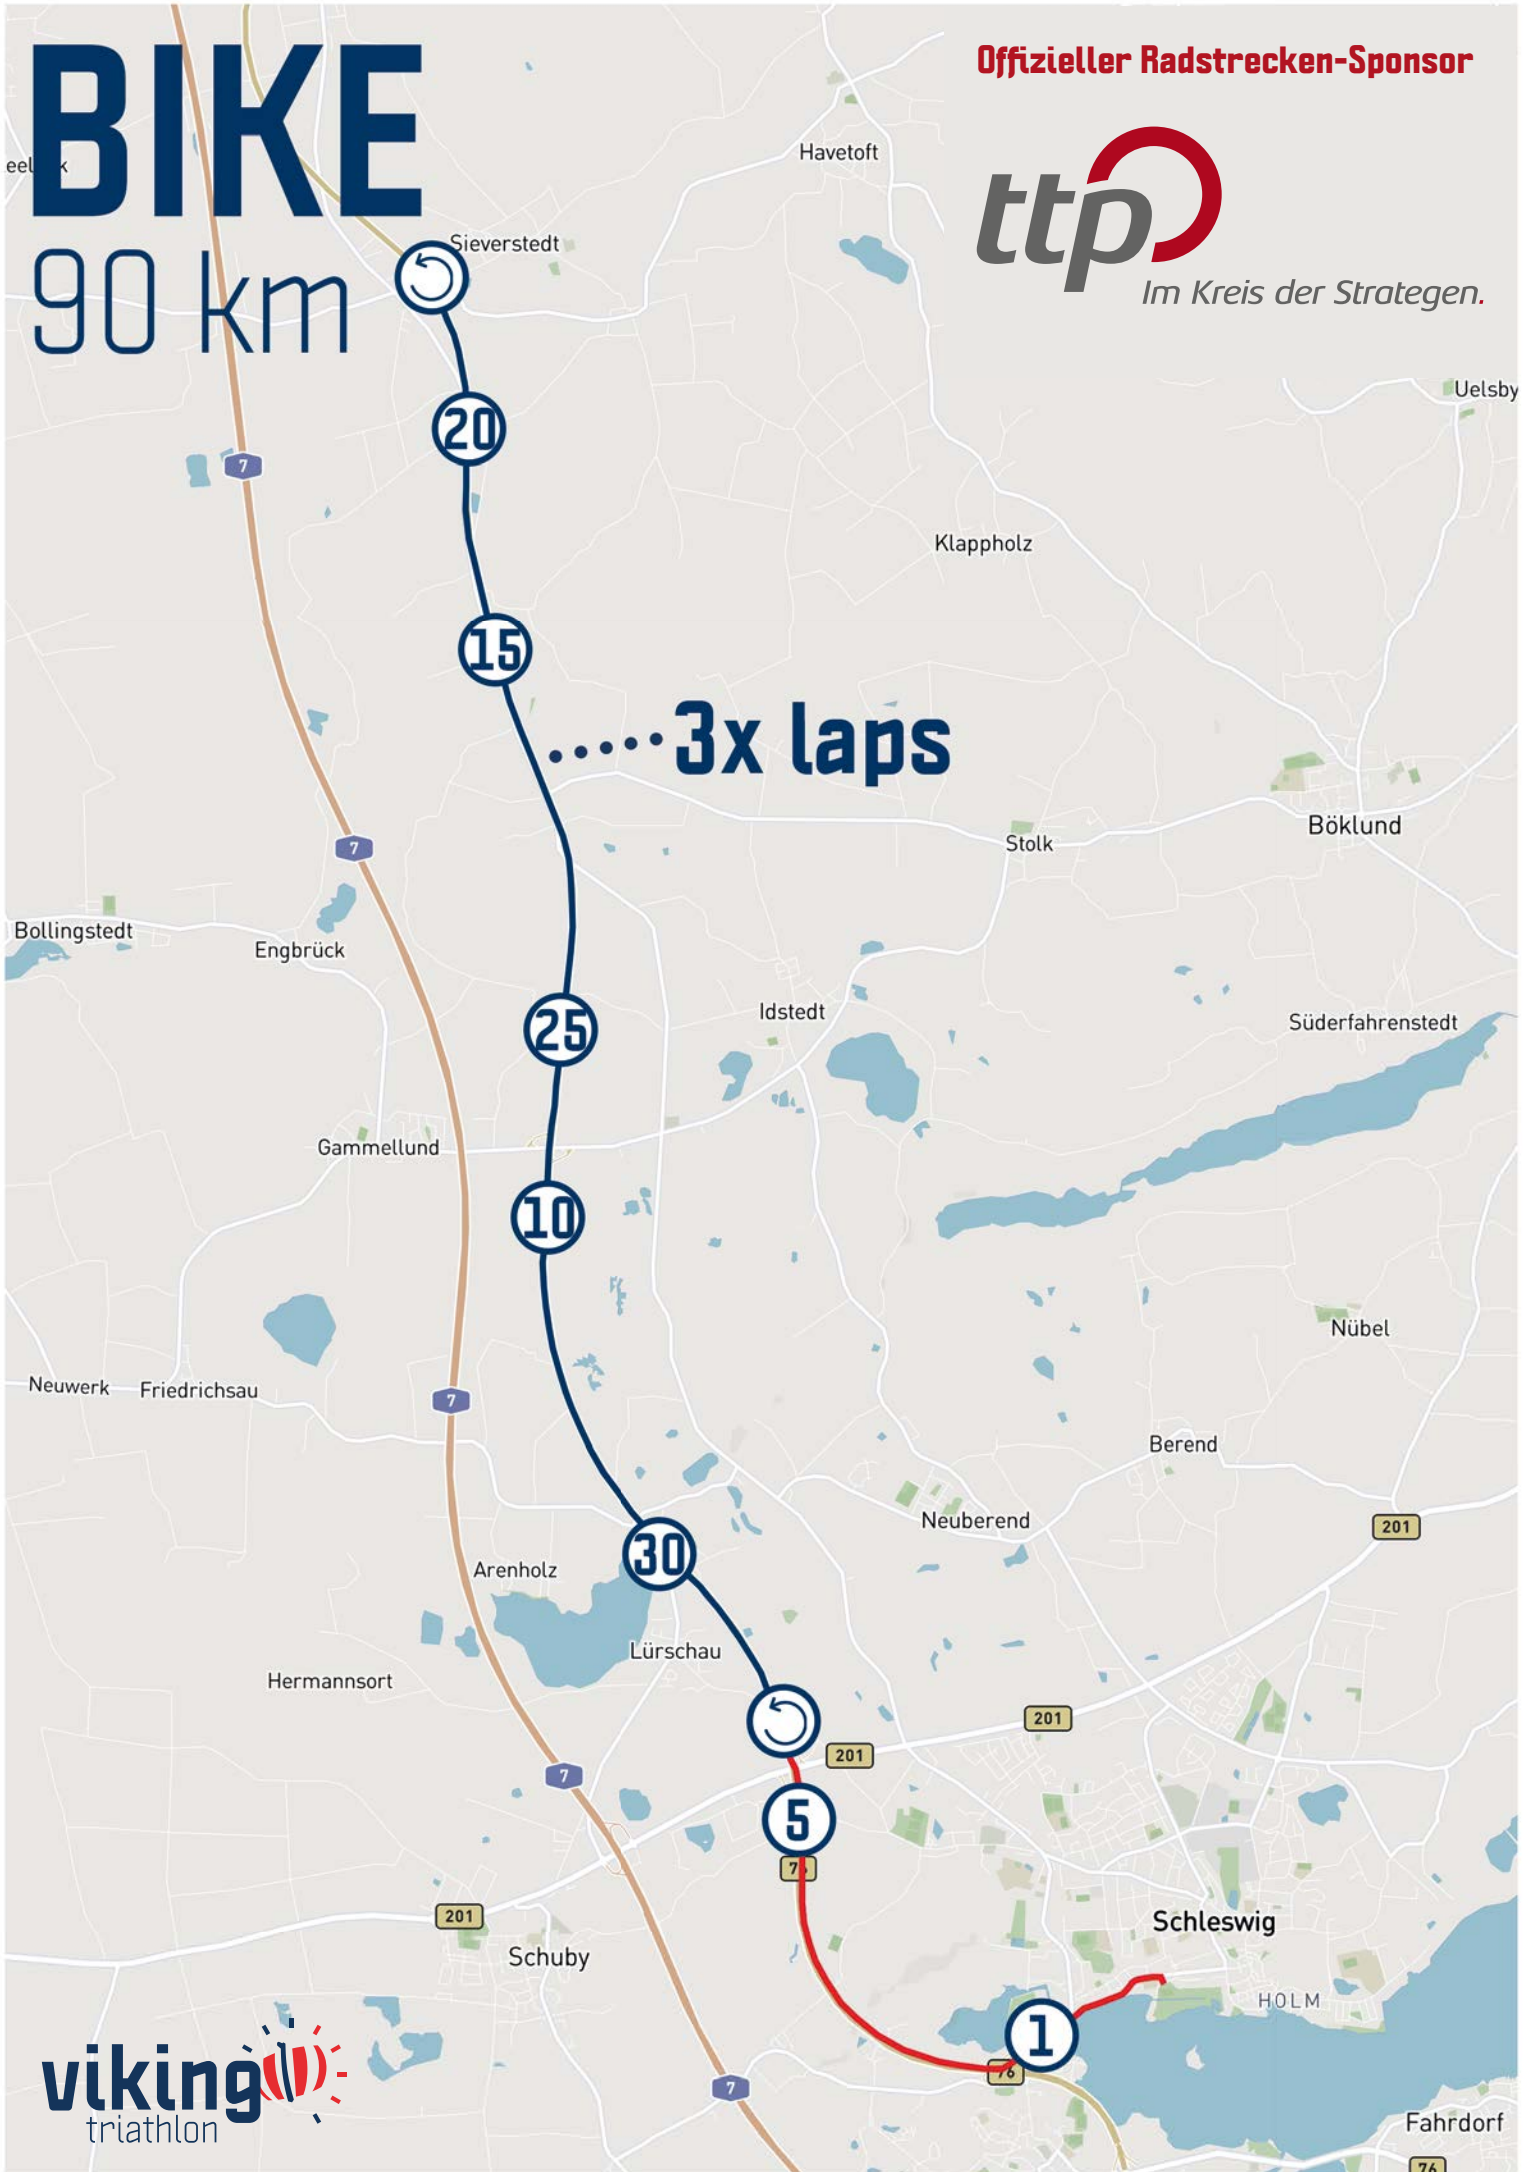 BIKE
90 km
Offizieller Radstrecken-Sponsor
ttp
Im Kreis der Strategen.
Havetoft
Sieverstedt
Uelsby
20
7
Klappholz
15
3x laps
Böklund
Stolk
7
Bollingstedt
Engbrück
Idstedt
Süderfahrenstedt
25
Gammellund
10
Nübel
Neuwerk
Friedrichsau
7
Berend
Neuberend
201
30
Arenholz
Lürschau
Hermannsort
201
201
7
5
201
Schleswig
Schuby
HOLM
1
76
7
viking
triathlon
Fahrdorf
76